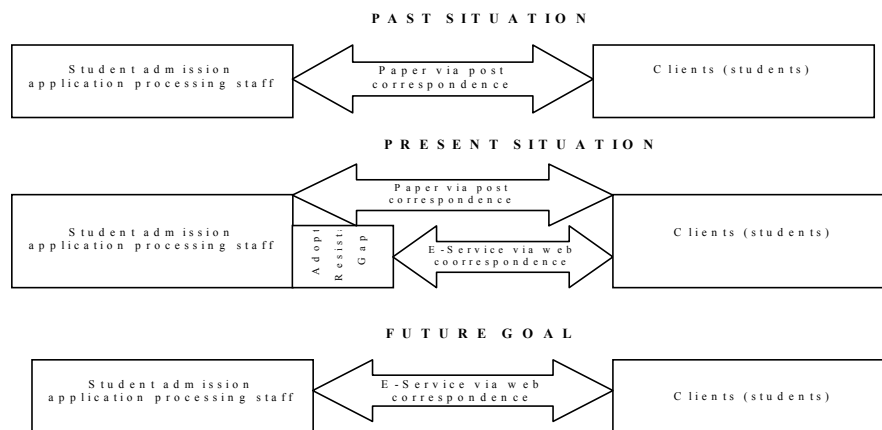 PAST SITUATION
Student admission
application processing staff
Paper via post
correspondence
Clients (students)
PRESENT SITUATION
Student admission
application processing staff
Paper via post
correspondence
Adopt
Resist
Gap
E-Service via web
coorrespondence
Clients (students)
FUTURE GOAL
Student admission
application processing staff
E-Service via web
correspondence
Clients (students)